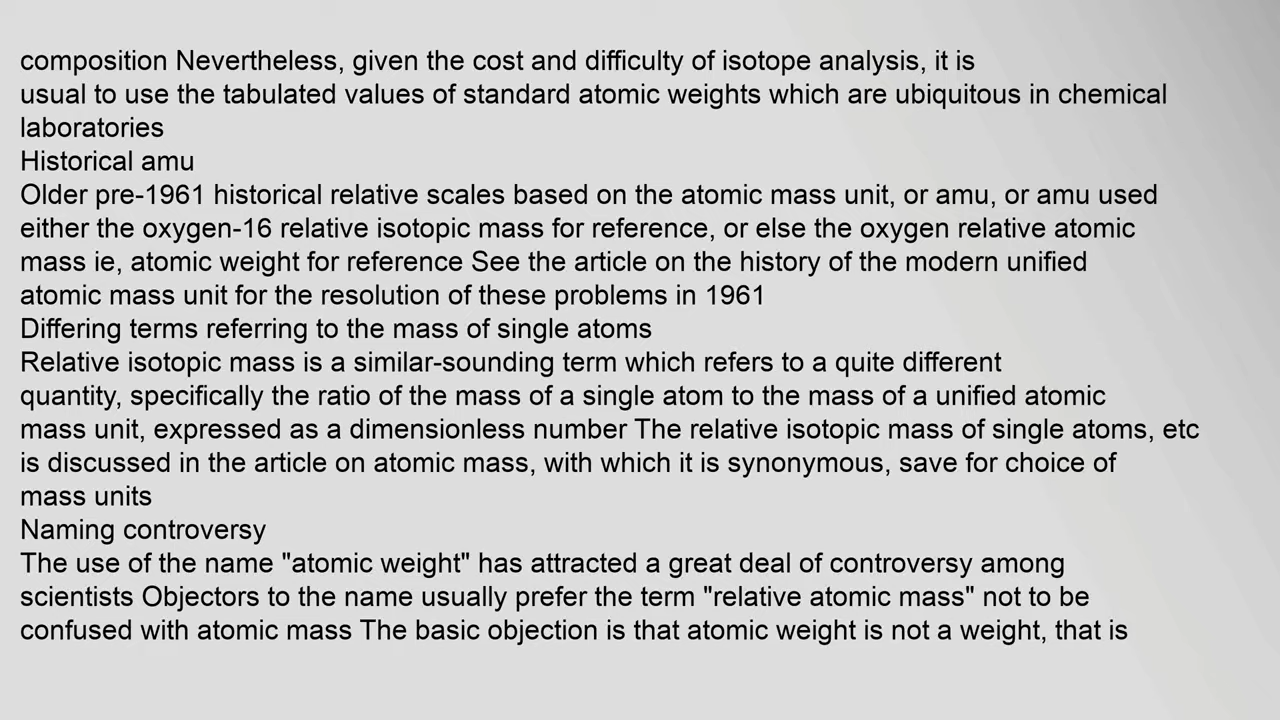 composition Nevertheless, given the cost and difficulty of isotope analysis, it is
usual to use the tabulated values of standard atomic weights which are ubiquitous in chemical
laboratories
Historical amu
Older pre-1961 historical relative scales based on the atomic mass unit, or amu, or amu used
either the oxygen-16 relative isotopic mass for reference, or else the oxygen relative atomic
mass ie, atomic weight for reference See the article on the history of the modern unified
atomic mass unit for the resolution of these problems in 1961
Differing terms referring to the mass of single atoms
Relative isotopic mass is a similar-sounding term which refers to a quite different
quantity, specifically the ratio of the mass of a single atom to the mass of a unified atomic
mass unit, expressed as a dimensionless number The relative isotopic mass of single atoms, etc
is discussed in the article on atomic mass, with which it is synonymous, save for choice of
mass units
Naming controversy
The use of the name "atomic weight" has attracted a great deal of controversy among
scientists Objectors to the name usually prefer the term "relative atomic mass" not to be
confused with atomic mass The basic objection is that atomic weight is not a weight, that is